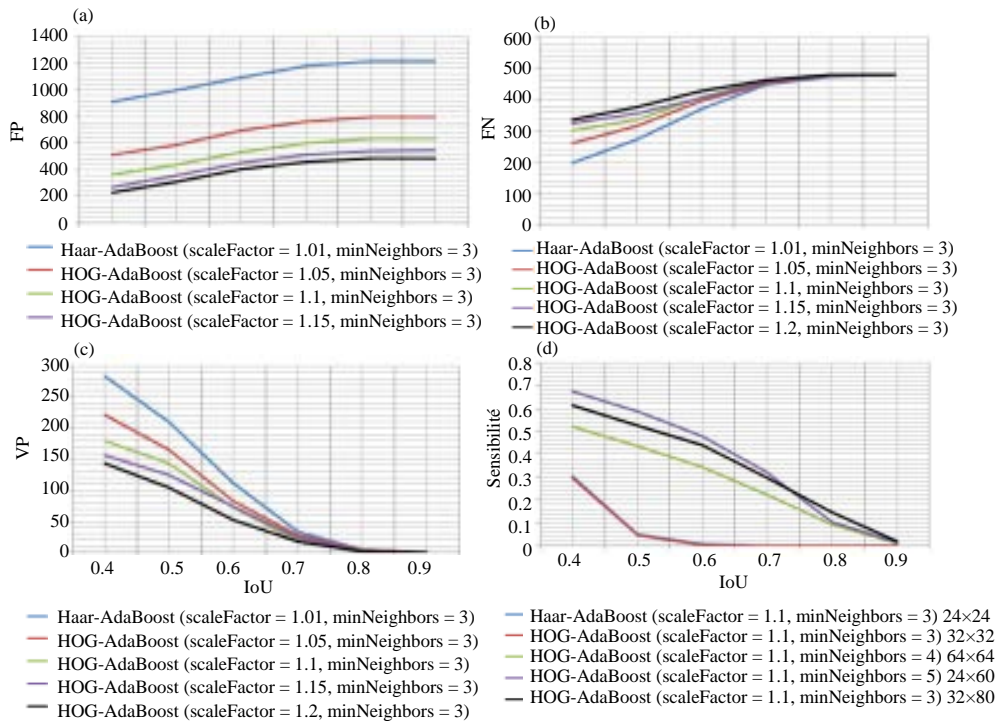 (a)
FP
1400
1200
1000
800
600
400
200
0
Haar-AdaBoost (scaleFactor = 1.01, minNeighbors = 3)
HOG-AdaBoost (scaleFactor = 1.05, minNeighbors = 3)
HOG-AdaBoost (scaleFactor = 1.1, minNeighbors = 3)
HOG-AdaBoost (scaleFactor = 1.15, minNeighbors = 3)
(b)
FN
600
500
400
300
200
100
0
Haar-AdaBoost (scaleFactor = 1.01, minNeighbors = 3)
HOG-AdaBoost (scaleFactor = 1.05, minNeighbors = 3)
HOG-AdaBoost (scaleFactor = 1.1, minNeighbors = 3)
HOG-AdaBoost (scaleFactor = 1.15, minNeighbors = 3)
HOG-AdaBoost (scaleFactor = 1.2, minNeighbors = 3)
(c)
VP
300
250
200
150
100
50
0
0.4 0.5 0.6 0.7 0.8 0.9
IoU
Haar-AdaBoost (scaleFactor = 1.01, minNeighbors = 3)
HOG-AdaBoost (scaleFactor = 1.05, minNeighbors = 3)
HOG-AdaBoost (scaleFactor = 1.1, minNeighbors = 3)
HOG-AdaBoost (scaleFactor = 1.15, minNeighbors = 3)
HOG-AdaBoost (scaleFactor = 1.2, minNeighbors = 3)
(d)
Sensibilité
0.8
0.7
0.6
0.5
0.4
0.3
0.2
0.1
0
0.4 0.5 0.6 0.7 0.8 0.9
IoU
Haar-AdaBoost (scaleFactor = 1.1, minNeighbors = 3) 24×24
HOG-AdaBoost (scaleFactor = 1.1, minNeighbors = 3) 32×32
HOG-AdaBoost (scaleFactor = 1.1, minNeighbors = 4) 64×64
HOG-AdaBoost (scaleFactor = 1.1, minNeighbors = 5) 24×60
HOG-AdaBoost (scaleFactor = 1.1, minNeighbors = 3) 32×80